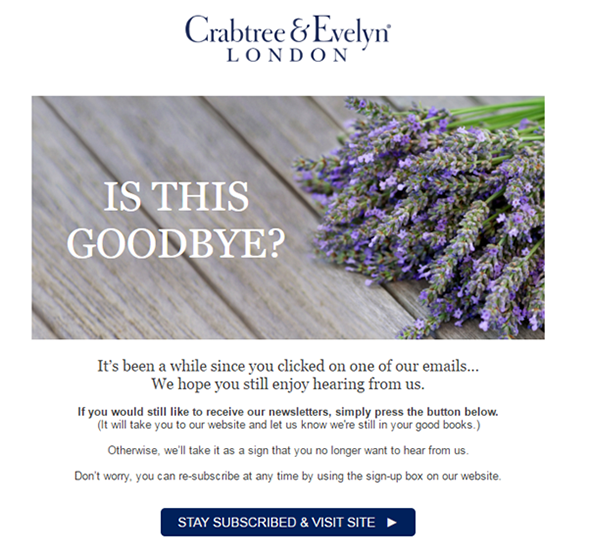 Crabtree & Evelyn®
LONDON
IS THIS
GOODBYE?
It's been a while since you clicked on one of our emails...
We hope you still enjoy hearing from us.
If you would still like to receive our newsletters, simply press the button below.
(It will take you to our website and let us know we're still in your good books.)
Otherwise, we'll take it as a sign that you no longer want to hear from us.
Don't worry, you can re-subscribe at any time by using the sign-up box on our website.
STAY SUBSCRIBED & VISIT SITE ▶